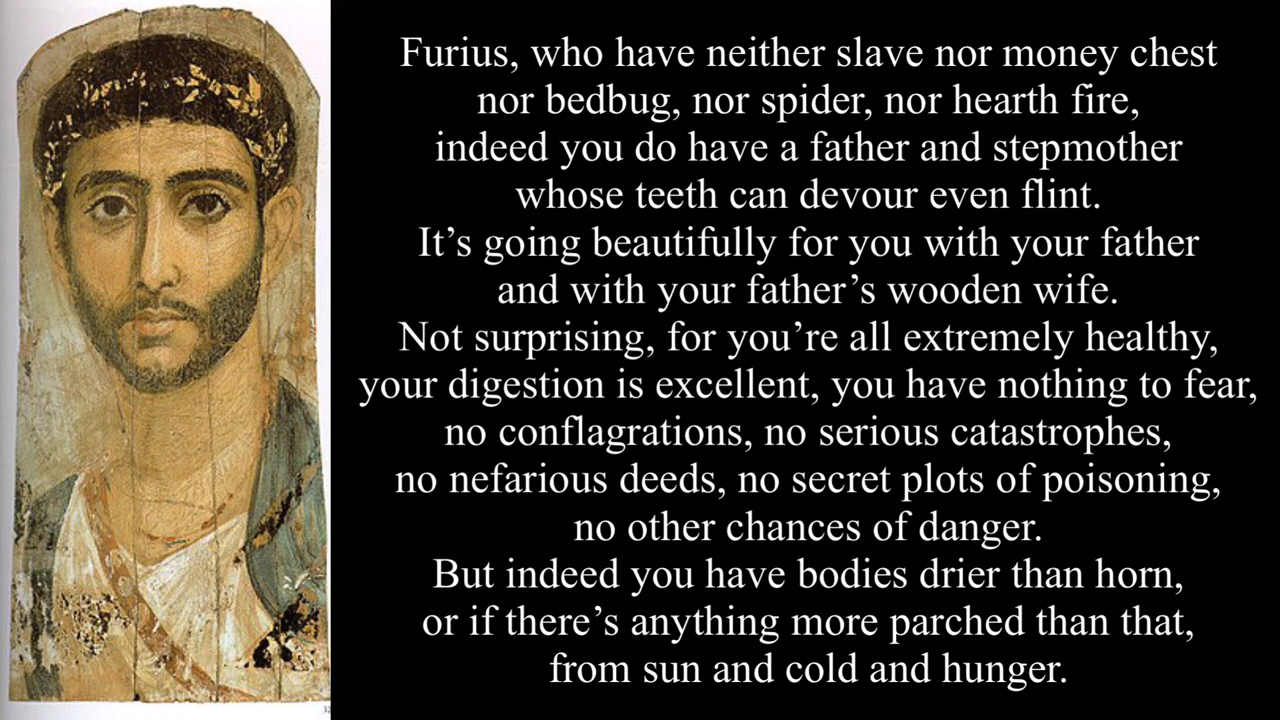 Furius, who have neither slave nor money chest
nor bedbug, nor spider, nor hearth fire,
indeed you do have a father and stepmother
whose teeth can devour even flint.
It’s going beautifully for you with your father
and with your father’s wooden wife.
Not surprising, for you’re all extremely healthy,
your digestion is excellent, you have nothing to fear,
no conflagrations, no serious catastrophes,
no nefarious deeds, no secret plots of poisoning,
no other chances of danger.
But indeed you have bodies drier than horn,
or if there’s anything more parched than that,
from sun and cold and hunger.